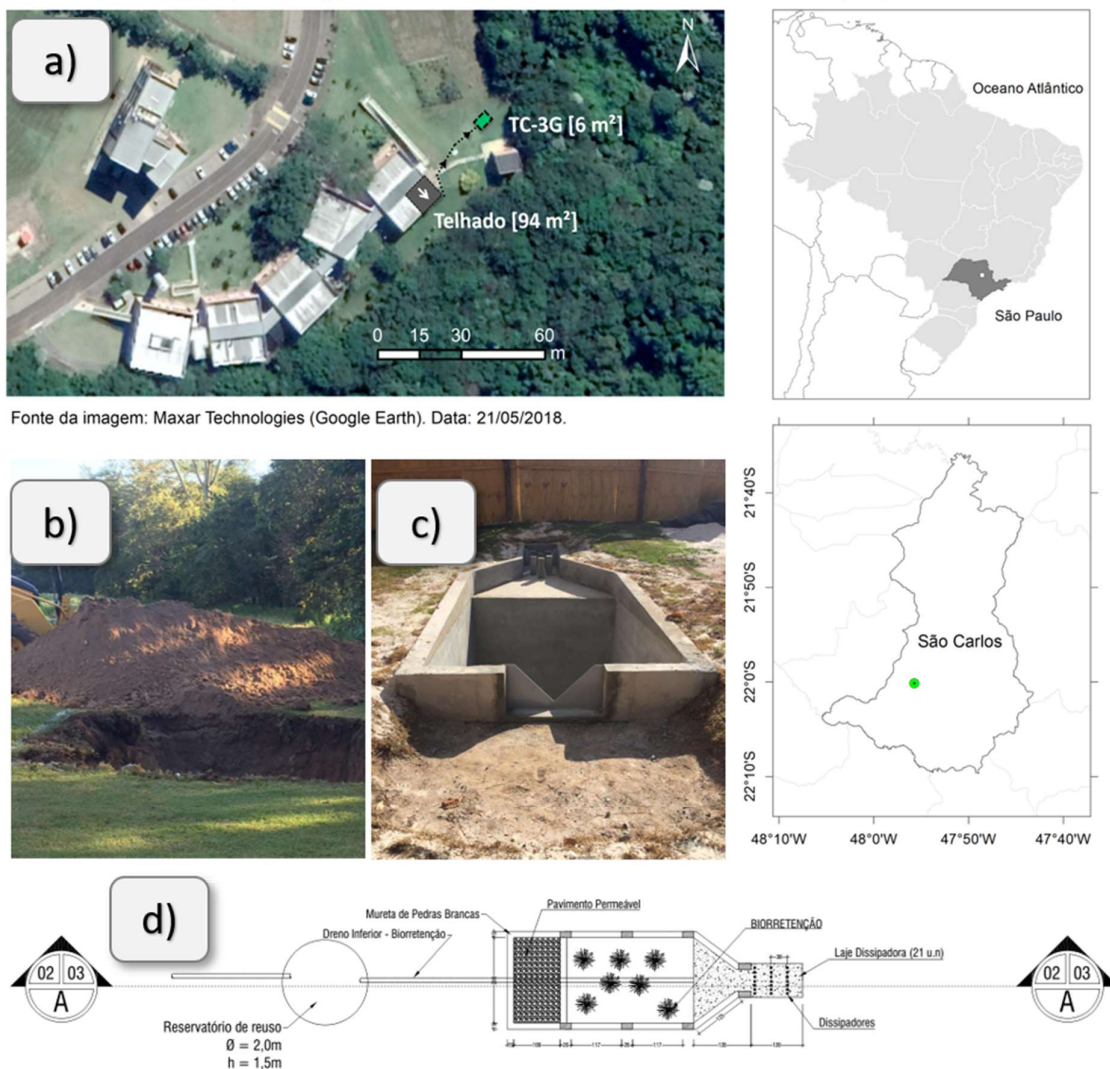 a)
N
TC-3G [6 m²]
Telhado [94 m²]
0 15 30 60
m
Oceano Atlântico
São Paulo
Fonte da imagem: Maxar Technologies (Google Earth). Data: 21/05/2018.
b)
c)
21°40'S
21°50'S
22°0'S
22°10'S
São Carlos
48°10'W 48°0'W 47°50'W 47°40'W
d)
02 03
A
Mureta de Pedras Brancas
Pavimento Permeável
Dreno Inferior - Biorretenção
BIORRETENÇÃO
Laje Dissipadora (21 u.n)
Dissipadores
Reservatório de reuso
Ø = 2,0m
h = 1,5m
117 117
02 03
A